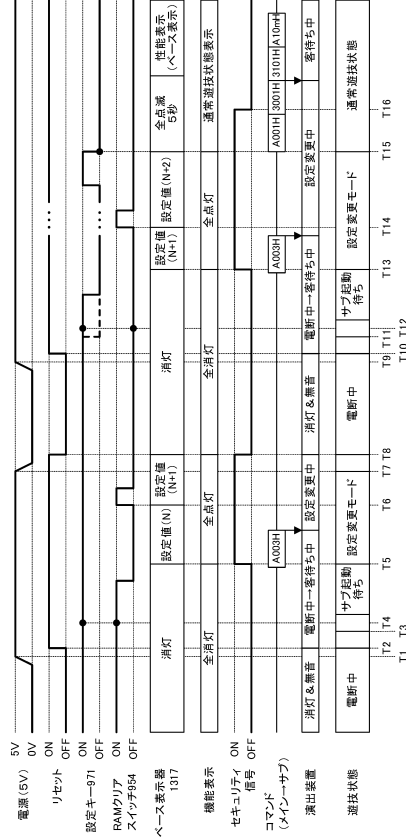 電源(5V)
5V
0V
リセット
ON
OFF
設定キー971
ON
OFF
RAMクリア
スイッチ954
ON
OFF
ベース表示器
1317
消灯
設定値(N)
設定値
(N+1)
消灯
設定値
(N+1)
設定値(N+2)
全点滅
5秒
性能表示
(ベース表示)
機能表示
全消灯
全点灯
全消灯
全点灯
通常遊技状態表示
セキュリティ
信号
ON
OFF
コマンド
(メイン→サブ)
A003H
A003H
A001H
3001H
3101H
A10mH
演出装置
消灯&無音
電断中→客待ち中
設定変更中
消灯&無音
電断中→客待ち中
設定変更中
客待ち中
遊技状態
電断中
サブ起動
待ち
設定変更モード
電断中
サブ起動
待ち
設定変更モード
通常遊技状態
T1
T2
T3
T4
T5
T6
T7
T8
T9
T10
T11
T12
T13
T14
T15
T16